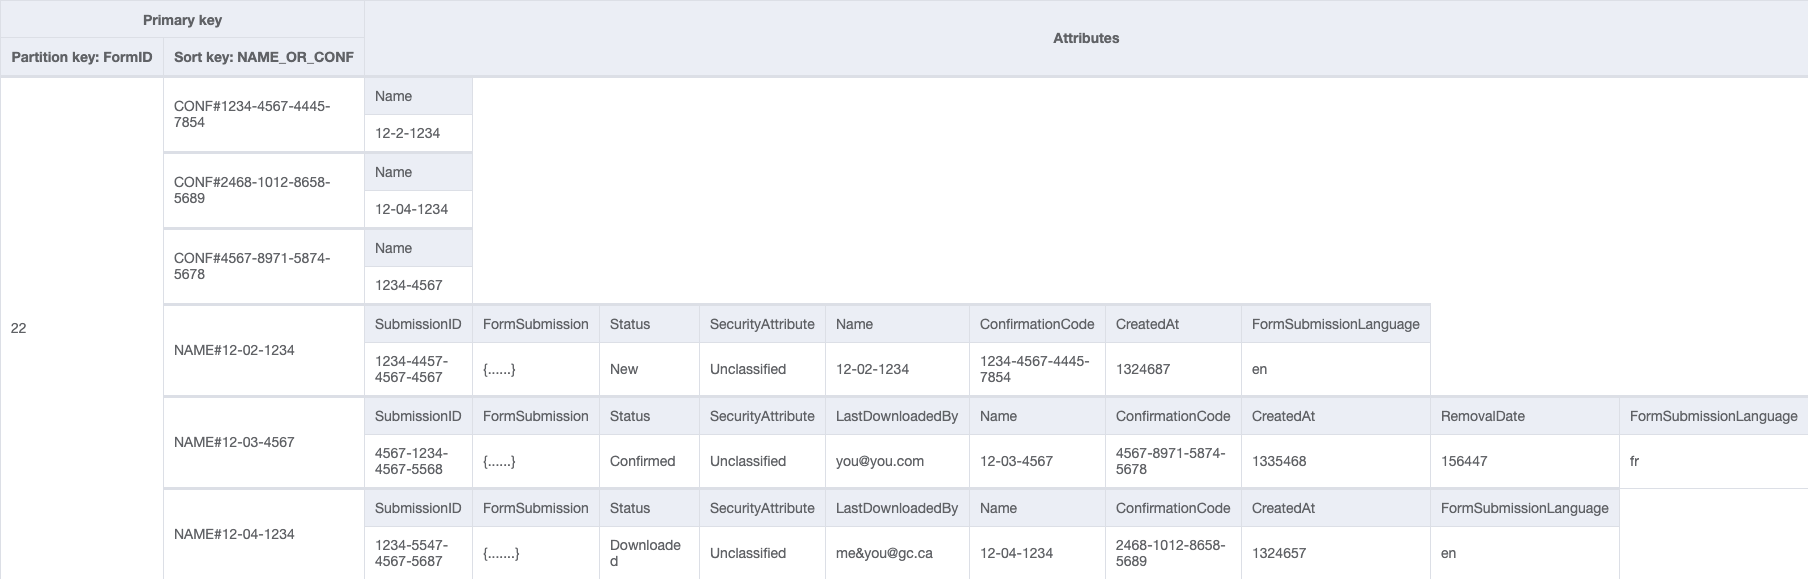 Primary key
Attributes
Partition key: FormID
Sort key: NAME_OR_CONF
22
CONF#1234-4567-4445-
7854
Name
12-2-1234
CONF#2468-1012-8658-
5689
Name
12-04-1234
CONF#4567-8971-5874-
5678
Name
1234-4567
NAME#12-02-1234
SubmissionID FormSubmission Status SecurityAttribute Name ConfirmationCode CreatedAt FormSubmissionLanguage
1234-4457-
4567-4567
{......}
New
Unclassified
12-02-1234
1234-4567-4445-
7854
1324687
en
NAME#12-03-4567
SubmissionID FormSubmission Status SecurityAttribute LastDownloadedBy Name ConfirmationCode CreatedAt RemovalDate FormSubmissionLanguage
4567-1234-
4567-5568
{......}
Confirmed
Unclassified
you@you.com
12-03-4567
4567-8971-5874-
5678
1335468
156447
fr
NAME#12-04-1234
SubmissionID FormSubmission Status SecurityAttribute LastDownloadedBy Name ConfirmationCode CreatedAt FormSubmissionLanguage
1234-5547-
4567-5687
{.......}
Downloade
d
Unclassified
me&you@gc.ca
12-04-1234
2468-1012-8658-
5689
1324657
en